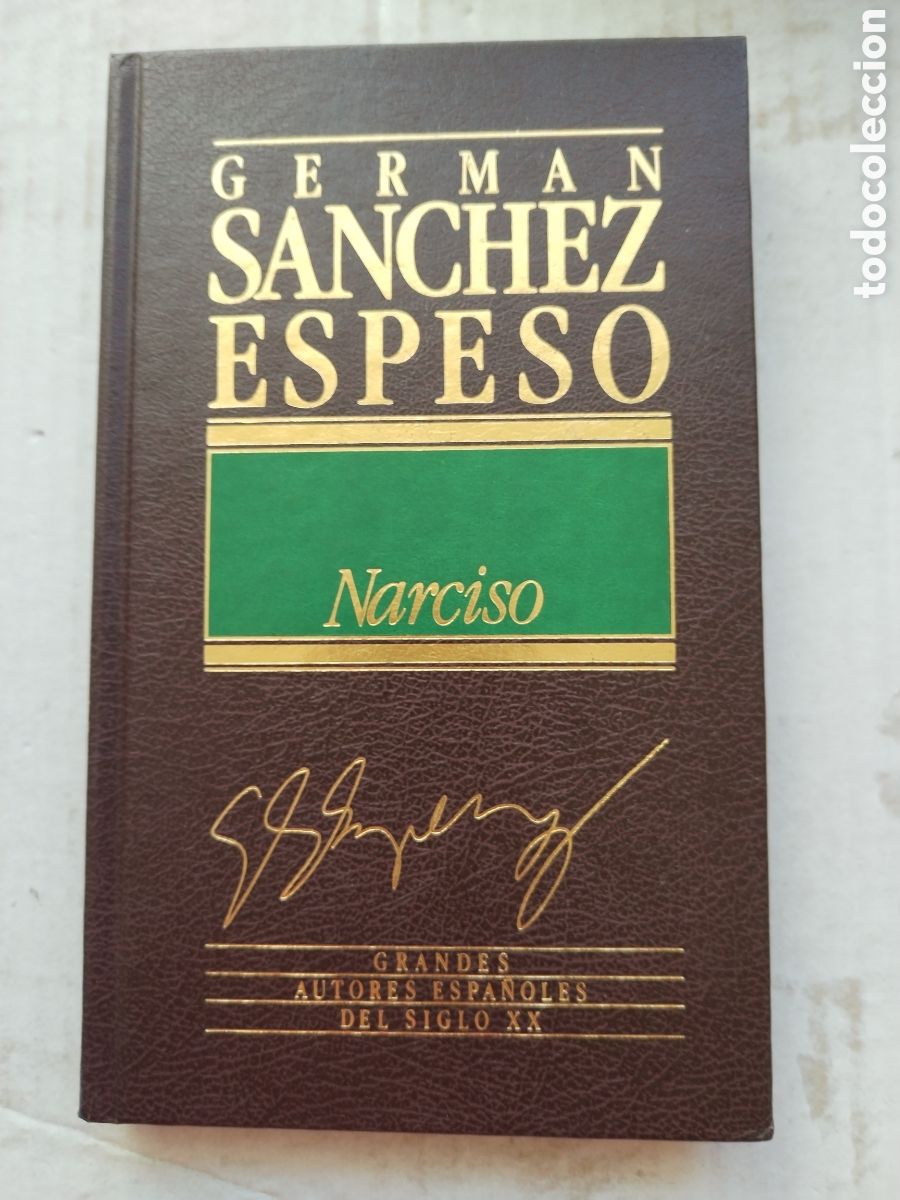 GERMAN
SANCHEZ
ESPESO
Narciso
GRANDES
AUTORES ESPAÑOLES
DEL SIGLO XX
todocoleccion